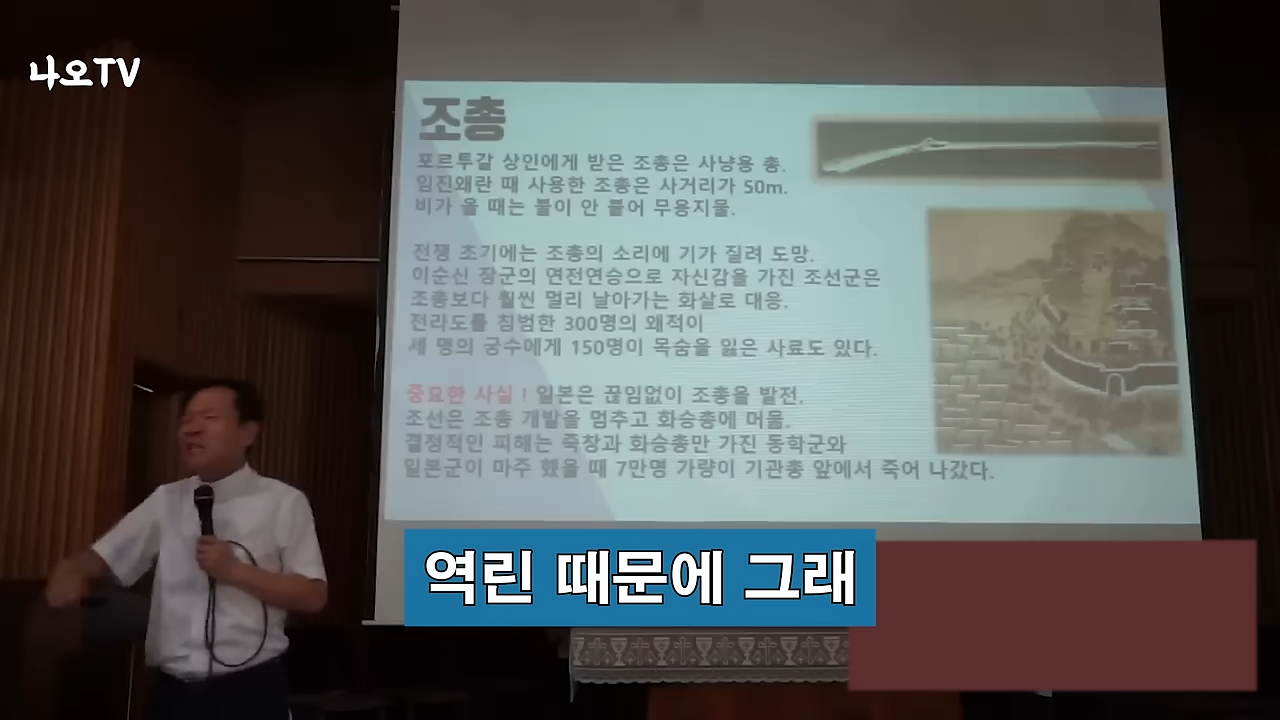 나오TV
조총
포르투갈 상인에게 받은 조총은 사냥용 총.
임진왜란 때 사용한 조총은 사거리가 50m.
비가 올 때는 불이 안 붙어 무용지물.
전쟁 초기에는 조총의 소리에 기가 질려 도망.
이순신 장군의 연전연승으로 자신감을 가진 조선군은
조총보다 훨씬 멀리 날아가는 화살로 대응.
전라도를 침범한 300명의 왜적이
세 명의 궁수에게 150명이 목숨을 잃은 사료도 있다.
중요한 사실 ! 일본은 끊임없이 조총을 발전.
조선은 조총 개발을 멈추고 화승총에 머뭄.
결정적인 피해는 죽창과 화승총만 가진 동학군와
일본군이 마주 했을 때 7만명 가량이 기관총 앞에서 죽어 나갔다.
역린 때문에 그래